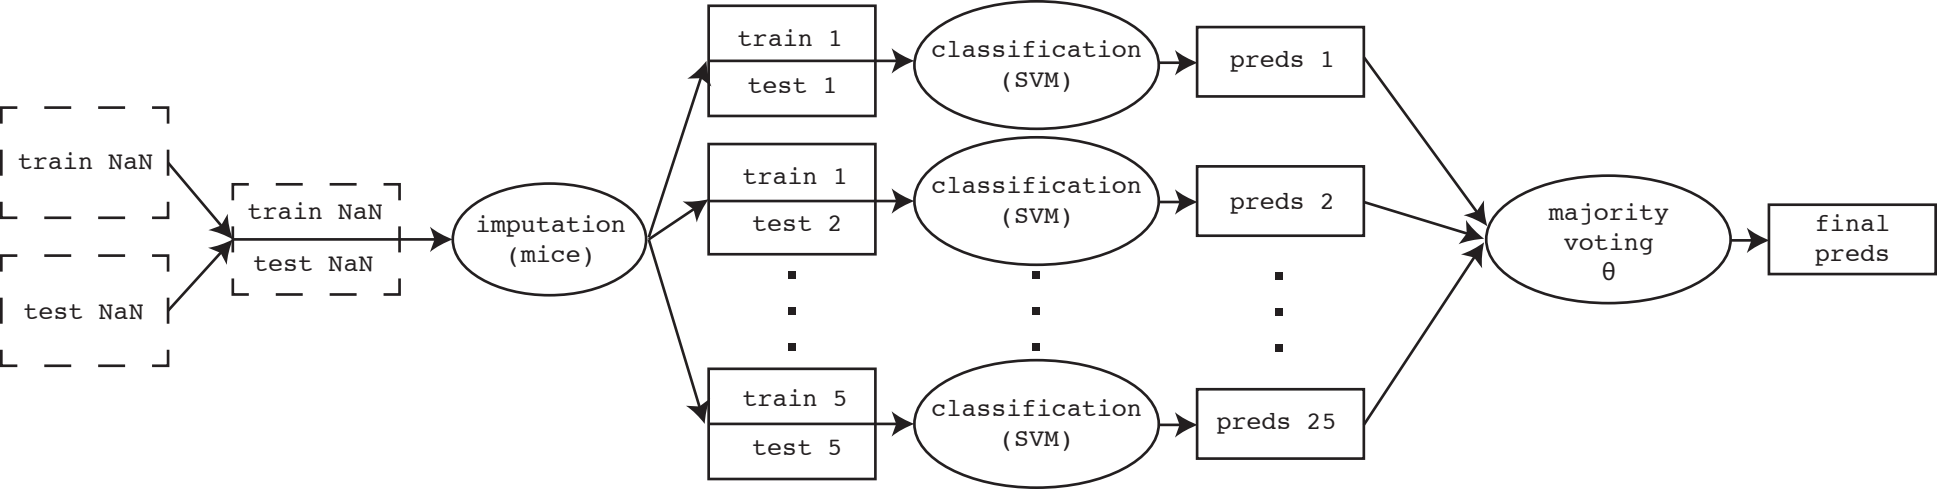 train NaN
test NaN
train NaN
test NaN
imputation
(mice)
train 1
test 1
classification
(SVM)
preds 1
train 1
test 2
classification
(SVM)
preds 2
train 5
test 5
classification
(SVM)
preds 25
majority
voting
θ
final
preds